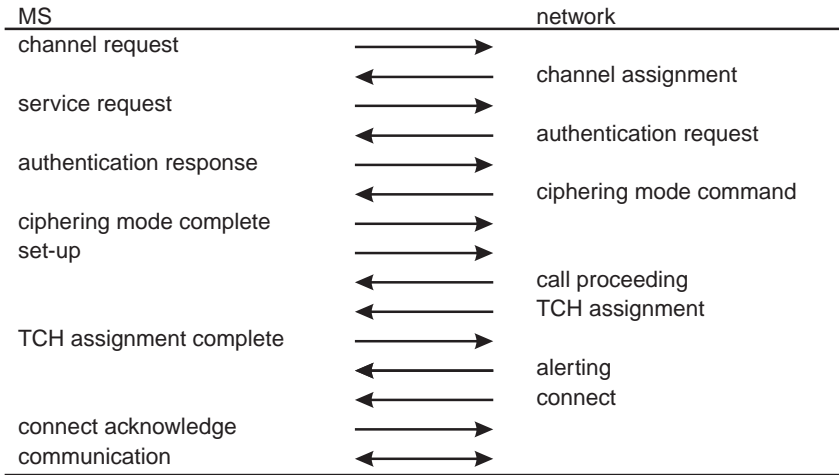 MS network
channel request
channel assignment
service request
authentication request
authentication response
ciphering mode command
ciphering mode complete
set-up
call proceeding
TCH assignment
TCH assignment complete
alerting
connect
connect acknowledge
communication